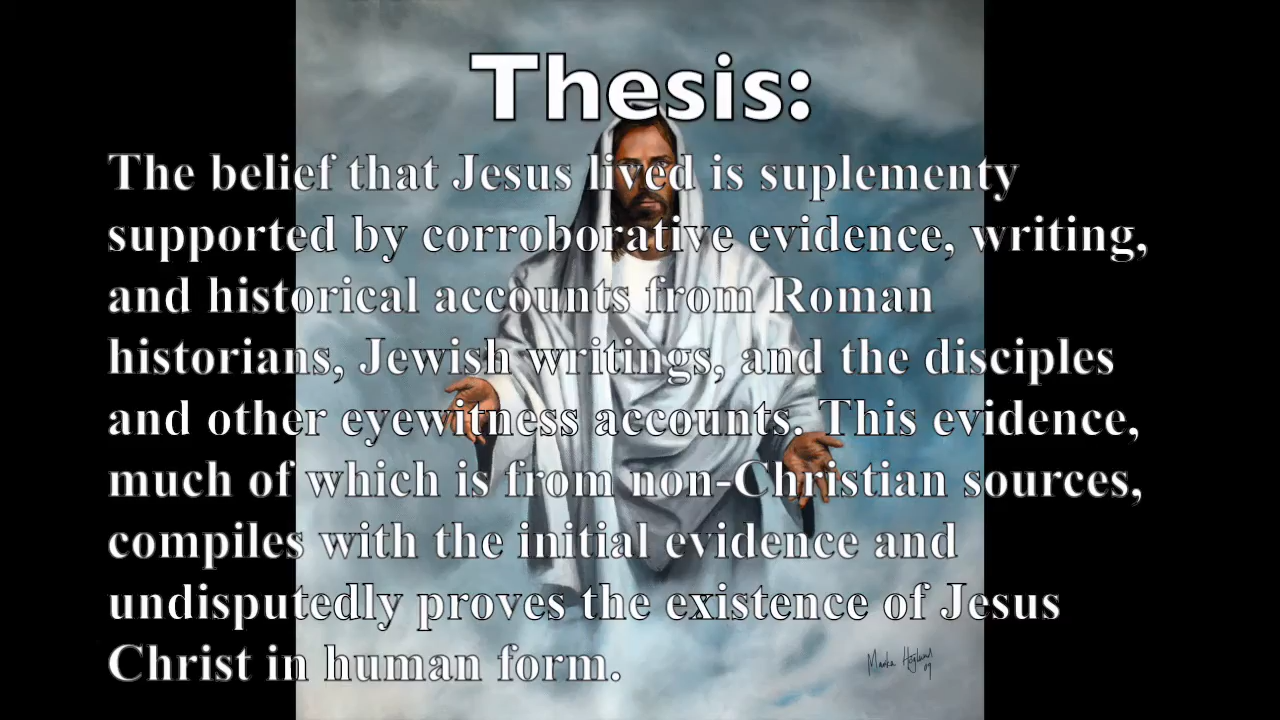 Thesis:
The belief that Jesus lived is suplementy
supported by corroborative evidence, writing,
and historical accounts from Roman
historians, Jewish writings, and the disciples
and other eyewitness accounts. This evidence,
much of which is from non-Christian sources,
compiles with the initial evidence and
undisputedly proves the existence of Jesus
Christ in human form.